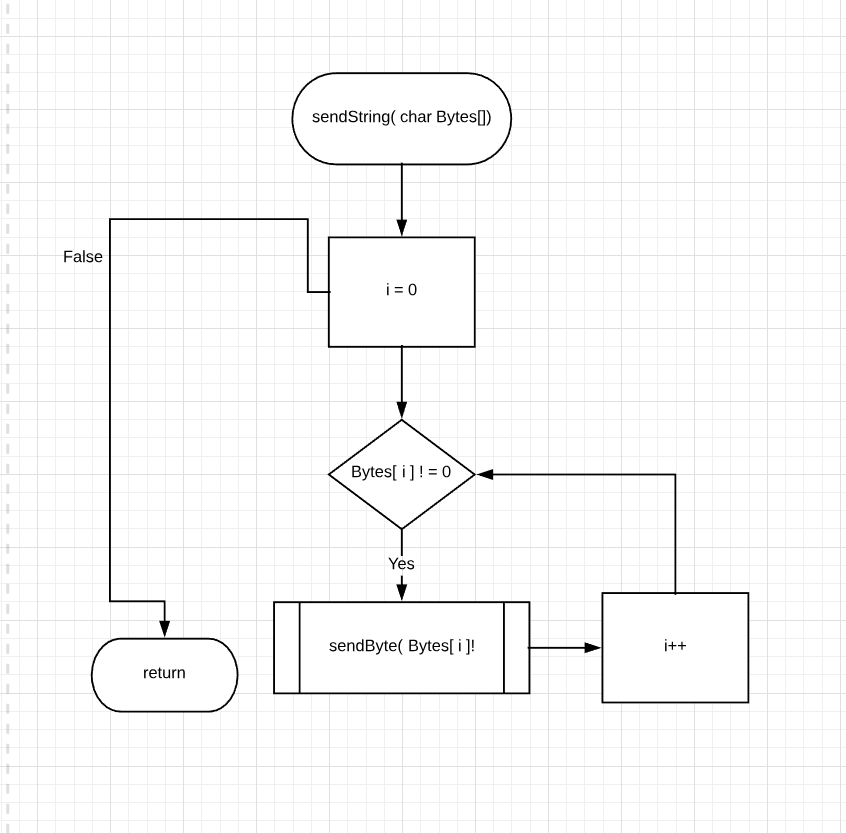 sendString( char Bytes[])
False
i = 0
Bytes[ i ] ! = 0
Yes
sendByte( Bytes[ i ]!
i++
return